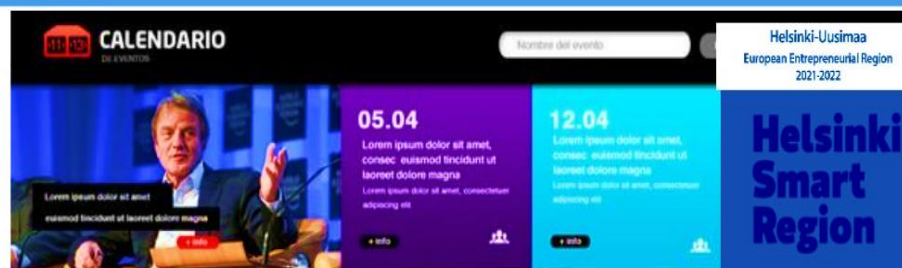 CALENDARIO
DE EVENTOS
Nombre del evento
Helsinki-Uusimaa
European Entrepreneurial Region
2021-2022
Lorem ipsum dolor sit amet
euismod tincidunt ut laoreet dolore magna
+ info
05.04
Lorem ipsum dolor sit amet,
consec euismod tincidunt ut
laoreet dolore magna
Lorem ipsum dolor sit amet, consectetuer
adipiscing elit
+ info
12.04
Lorem ipsum dolor sit amet,
consec euismod tincidunt ut
laoreet dolore magna
Lorem ipsum dolor sit amet, consectetuer
adipiscing elit
+ info
Helsinki
Smart
Region